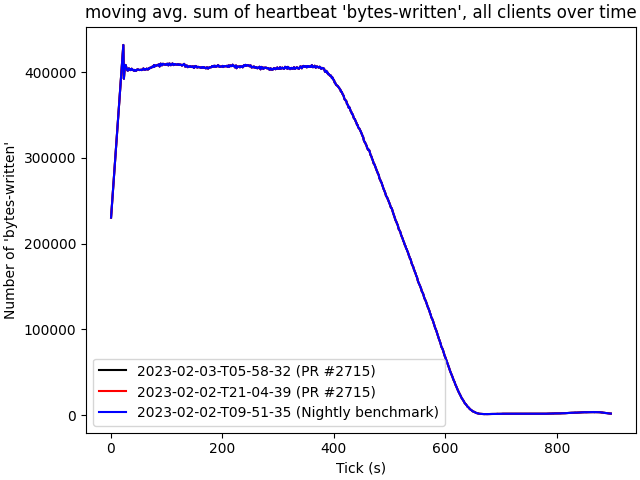 moving avg. sum of heartbeat 'bytes-written', all clients over time
Number of 'bytes-written'
400000
300000
200000
100000
0
2023-02-03-T05-58-32 (PR #2715)
2023-02-02-T21-04-39 (PR #2715)
2023-02-02-T09-51-35 (Nightly benchmark)
0 200 400 600 800
Tick (s)